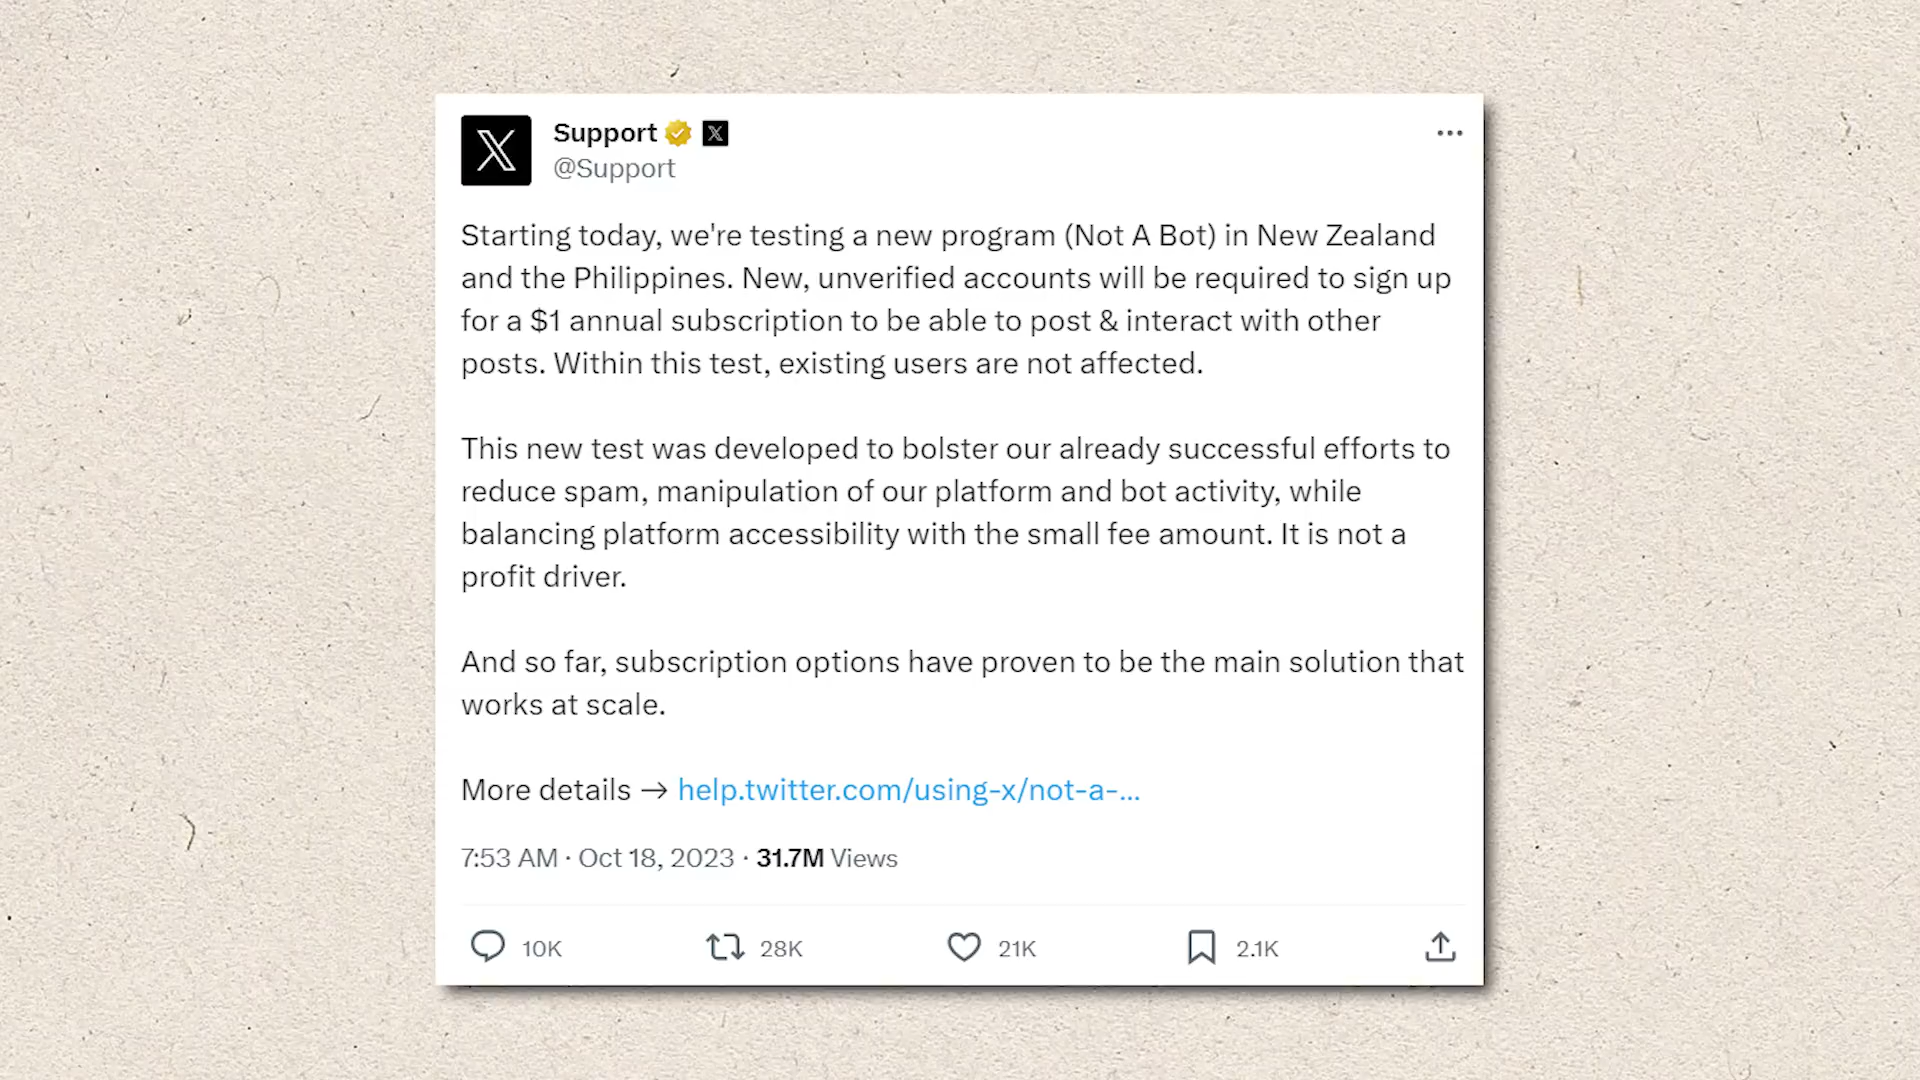 Support
@Support
Starting today, we're testing a new program (Not A Bot) in New Zealand
and the Philippines. New, unverified accounts will be required to sign up
for a $1 annual subscription to be able to post & interact with other
posts. Within this test, existing users are not affected.
This new test was developed to bolster our already successful efforts to
reduce spam, manipulation of our platform and bot activity, while
balancing platform accessibility with the small fee amount. It is not a
profit driver.
And so far, subscription options have proven to be the main solution that
works at scale.
More details → help.twitter.com/using-x/not-a-...
7:53 AM · Oct 18, 2023 · 31.7M Views
10K 28K 21K 2.1K